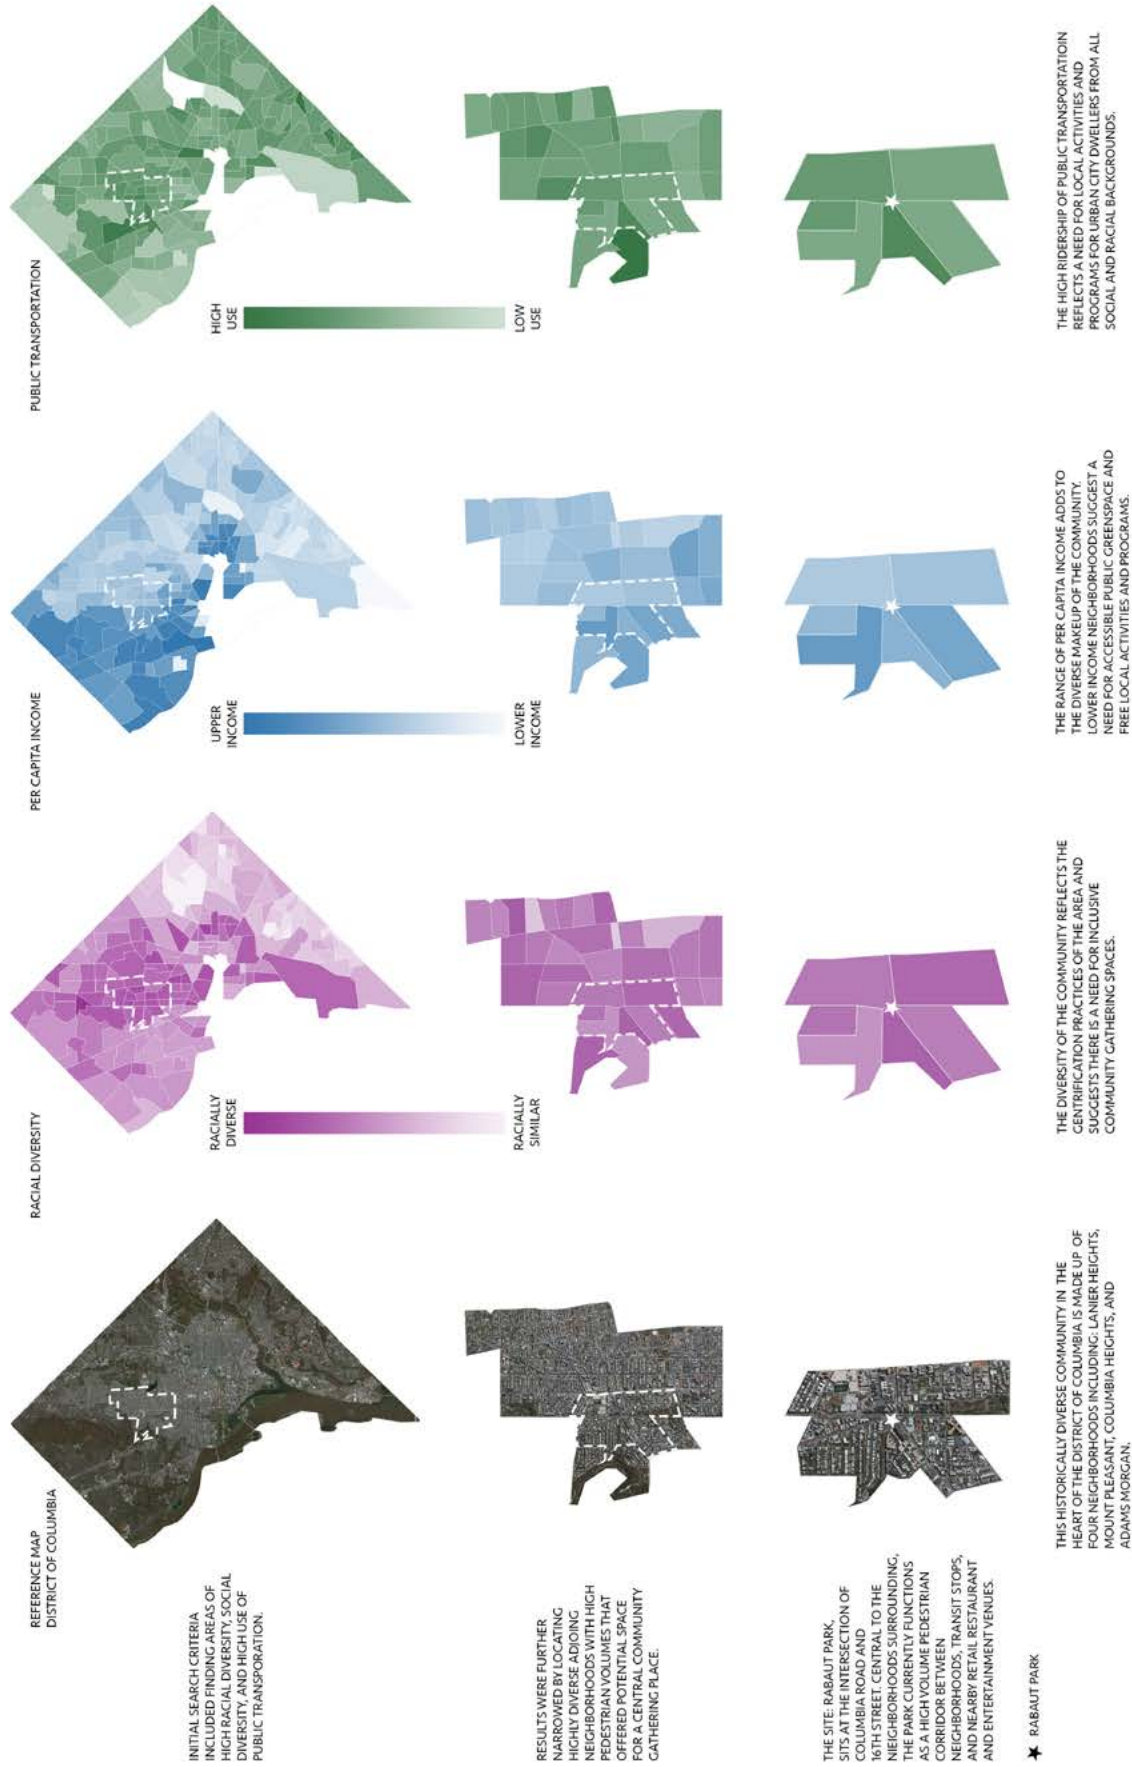 REFERENCE MAP
DISTRICT OF COLUMBIA
RACIAL DIVERSITY
PER CAPITA INCOME
PUBLIC TRANSPORTATION
INITIAL SEARCH CRITERIA
INCLUDED FINDING AREAS OF
HIGH RACIAL DIVERSITY, SOCIAL
DIVERSITY, AND HIGH USE OF
PUBLIC TRANSPORATION.
RACIALLY
DIVERSE
UPPER
INCOME
HIGH
USE
RACIALLY
SIMILAR
LOWER
INCOME
LOW
USE
RESULTS WERE FURTHER
NARROWED BY LOCATING
HIGHLY DIVERSE ADJOING
NEIGHBORHOODS WITH HIGH
PEDESTRIAN VOLUMES THAT
OFFERED POTENTIAL SPACE
FOR A CENTRAL COMMUNITY
GATHERING PLACE.
THE SITE: RABAUT PARK,
SITS AT THE INTERSECTION OF
COLUMBIA ROAD AND
16TH STREET. CENTRAL TO THE
NIEIGHBORHOODS SURROUNDING,
THE PARK CURRENTLY FUNCTIONS
AS A HIGH VOLUME PEDESTRIAN
CORRIDOR BETWEEN
NEIGHBORHOODS, TRANSIT STOPS,
AND NEARBY RETAIL RESTAURANT
AND ENTERTAINMENT VENUES.
RABAUT PARK
THIS HISTORICALLY DIVERSE COMMUNITY IN THE
HEART OF THE DISTRICT OF COLUMBIA IS MADE UP OF
FOUR NEIGHBORHOODS INCLUDING: LANIER HEIGHTS,
MOUNT PLEASANT, COLUMBIA HEIGHTS, AND
ADAMS MORGAN.
THE DIVERSITY OF THE COMMUNITY REFLECTS THE
GENTRIFICATION PRACTICES OF THE AREA AND
SUGGESTS THERE IS A NEED FOR INCLUSIVE
COMMUNITY GATHERING SPACES.
THE RANGE OF PER CAPITA INCOME ADDS TO
THE DIVERSE MAKEUP OF THE COMMUNITY.
LOWER INCOME NEIGHBORHOODS SUGGEST A
NEED FOR ACCESSIBLE PUBLIC GREENSPACE AND
FREE LOCAL ACTIVITIES AND PROGRAMS.
THE HIGH RIDERSHIP OF PUBLIC TRANSPORTATIOIN
REFLECTS A NEED FOR LOCAL ACTIVITIES AND
PROGRAMS FOR URBAN CITY DWELLERS FROM ALL
SOCIAL AND RACIAL BACKGROUNDS.